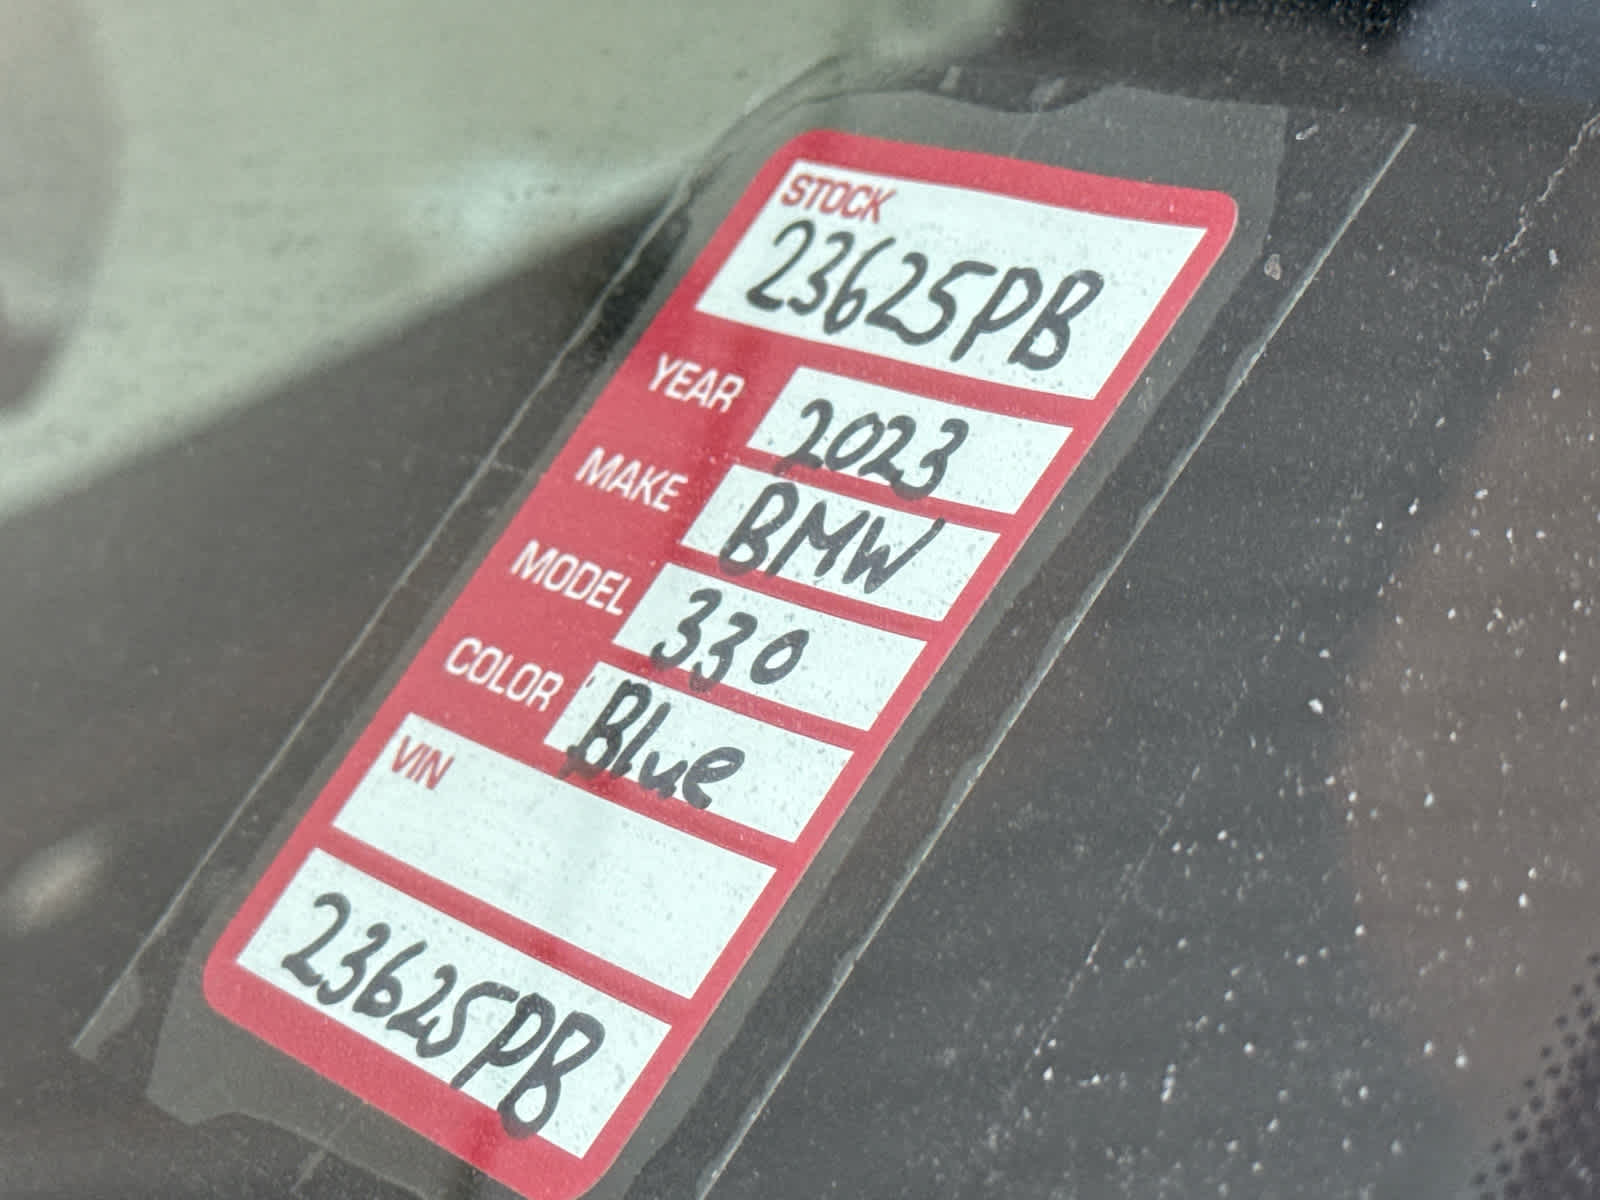 STOCK
23625PB
YEAR 2023
MAKE BMW
MODEL 330
COLOR Blue
VIN
23625PB